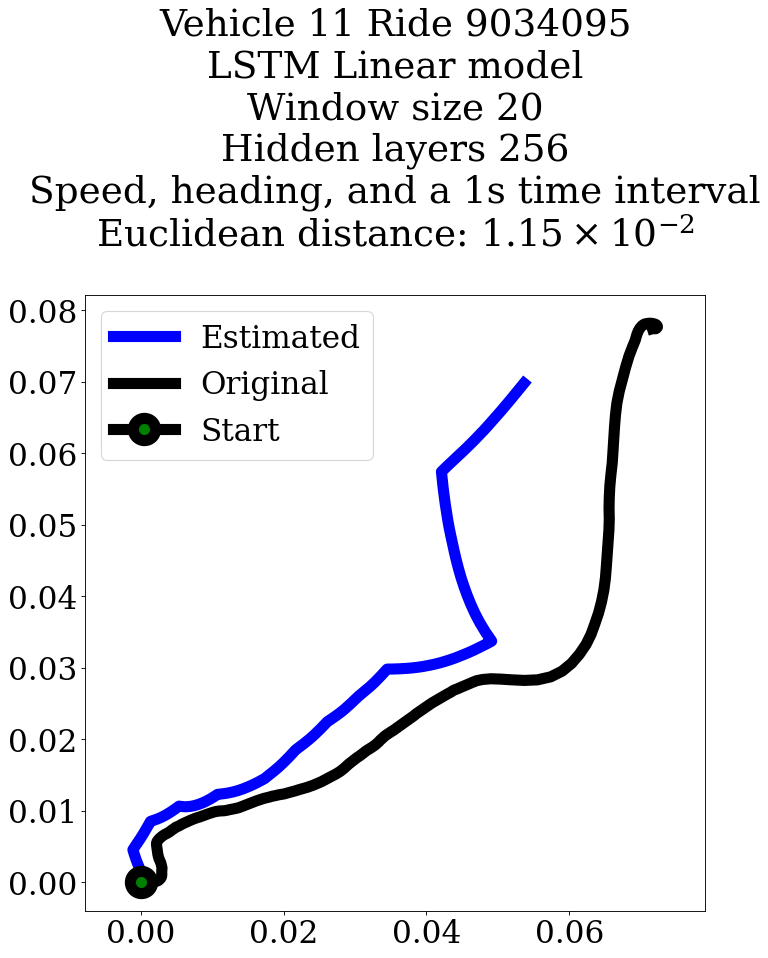 Vehicle 11 Ride 9034095
LSTM Linear model
Window size 20
Hidden layers 256
Speed, heading, and a 1s time interval
Euclidean distance: 1.15 × 10⁻²
Estimated
Original
Start
0.08
0.07
0.06
0.05
0.04
0.03
0.02
0.01
0.00
0.00 0.02 0.04 0.06